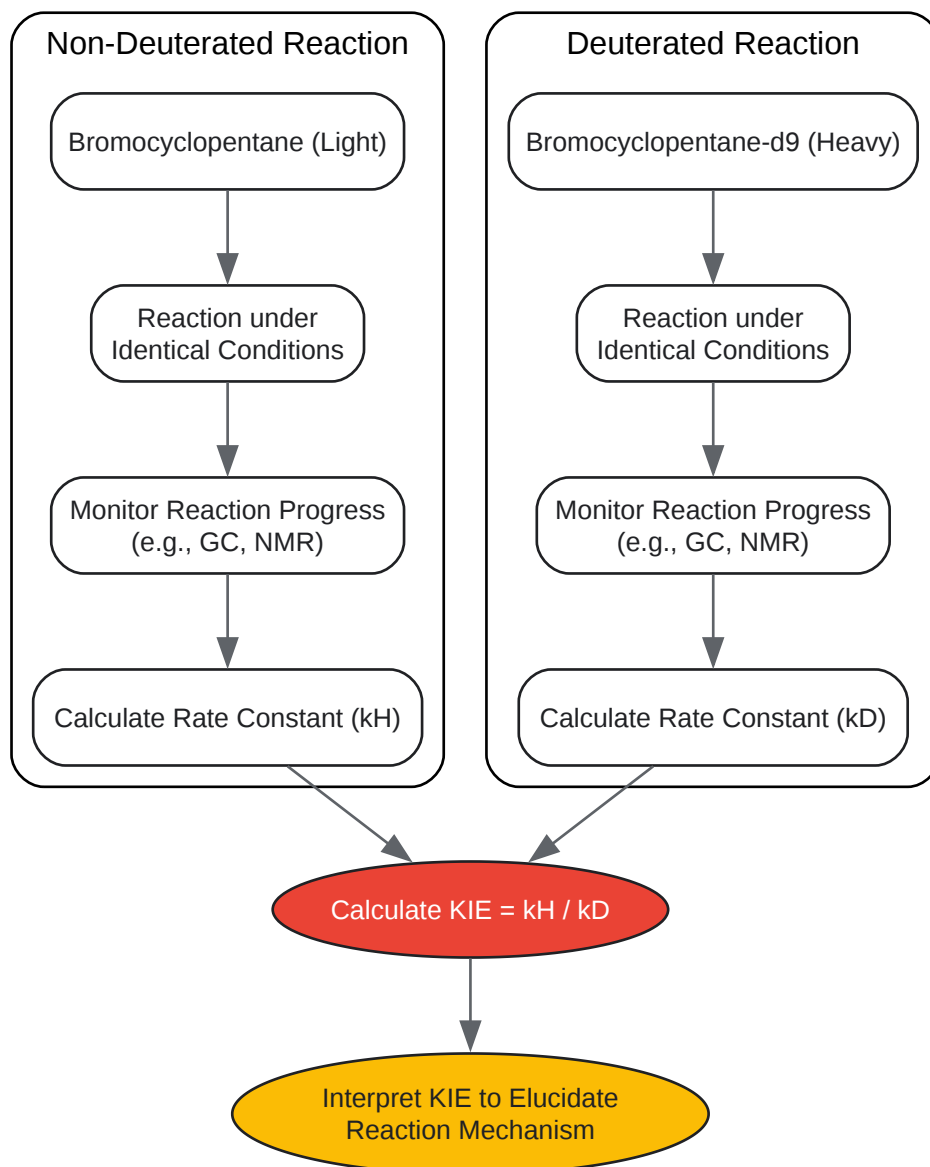 Non-Deuterated Reaction
Bromocyclopentane (Light)
Reaction under
Identical Conditions
Monitor Reaction Progress
(e.g., GC, NMR)
Calculate Rate Constant (kH)
Deuterated Reaction
Bromocyclopentane-d9 (Heavy)
Reaction under
Identical Conditions
Monitor Reaction Progress
(e.g., GC, NMR)
Calculate Rate Constant (kD)
Calculate KIE = kH / kD
Interpret KIE to Elucidate
Reaction Mechanism